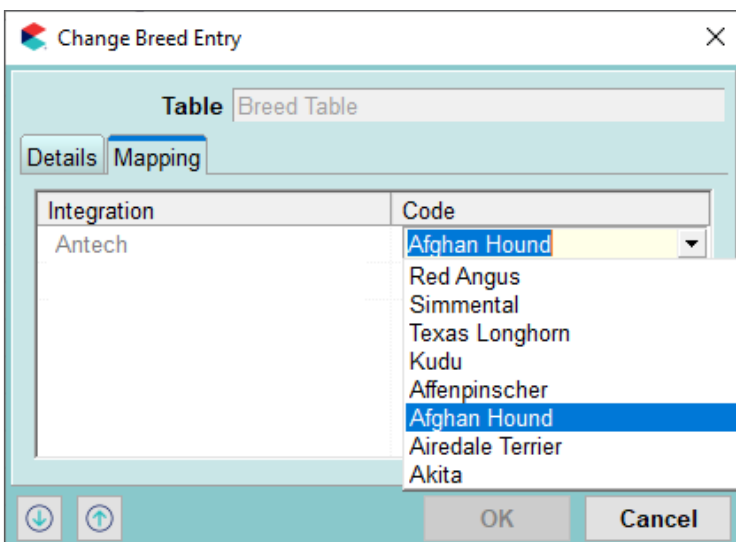 Change Breed Entry
Table Breed Table
Details Mapping
Integration Code
Antech Afghan Hound
Red Angus
Simmental
Texas Longhorn
Kudu
Affenpinscher
Afghan Hound
Airedale Terrier
Akita
OK Cancel